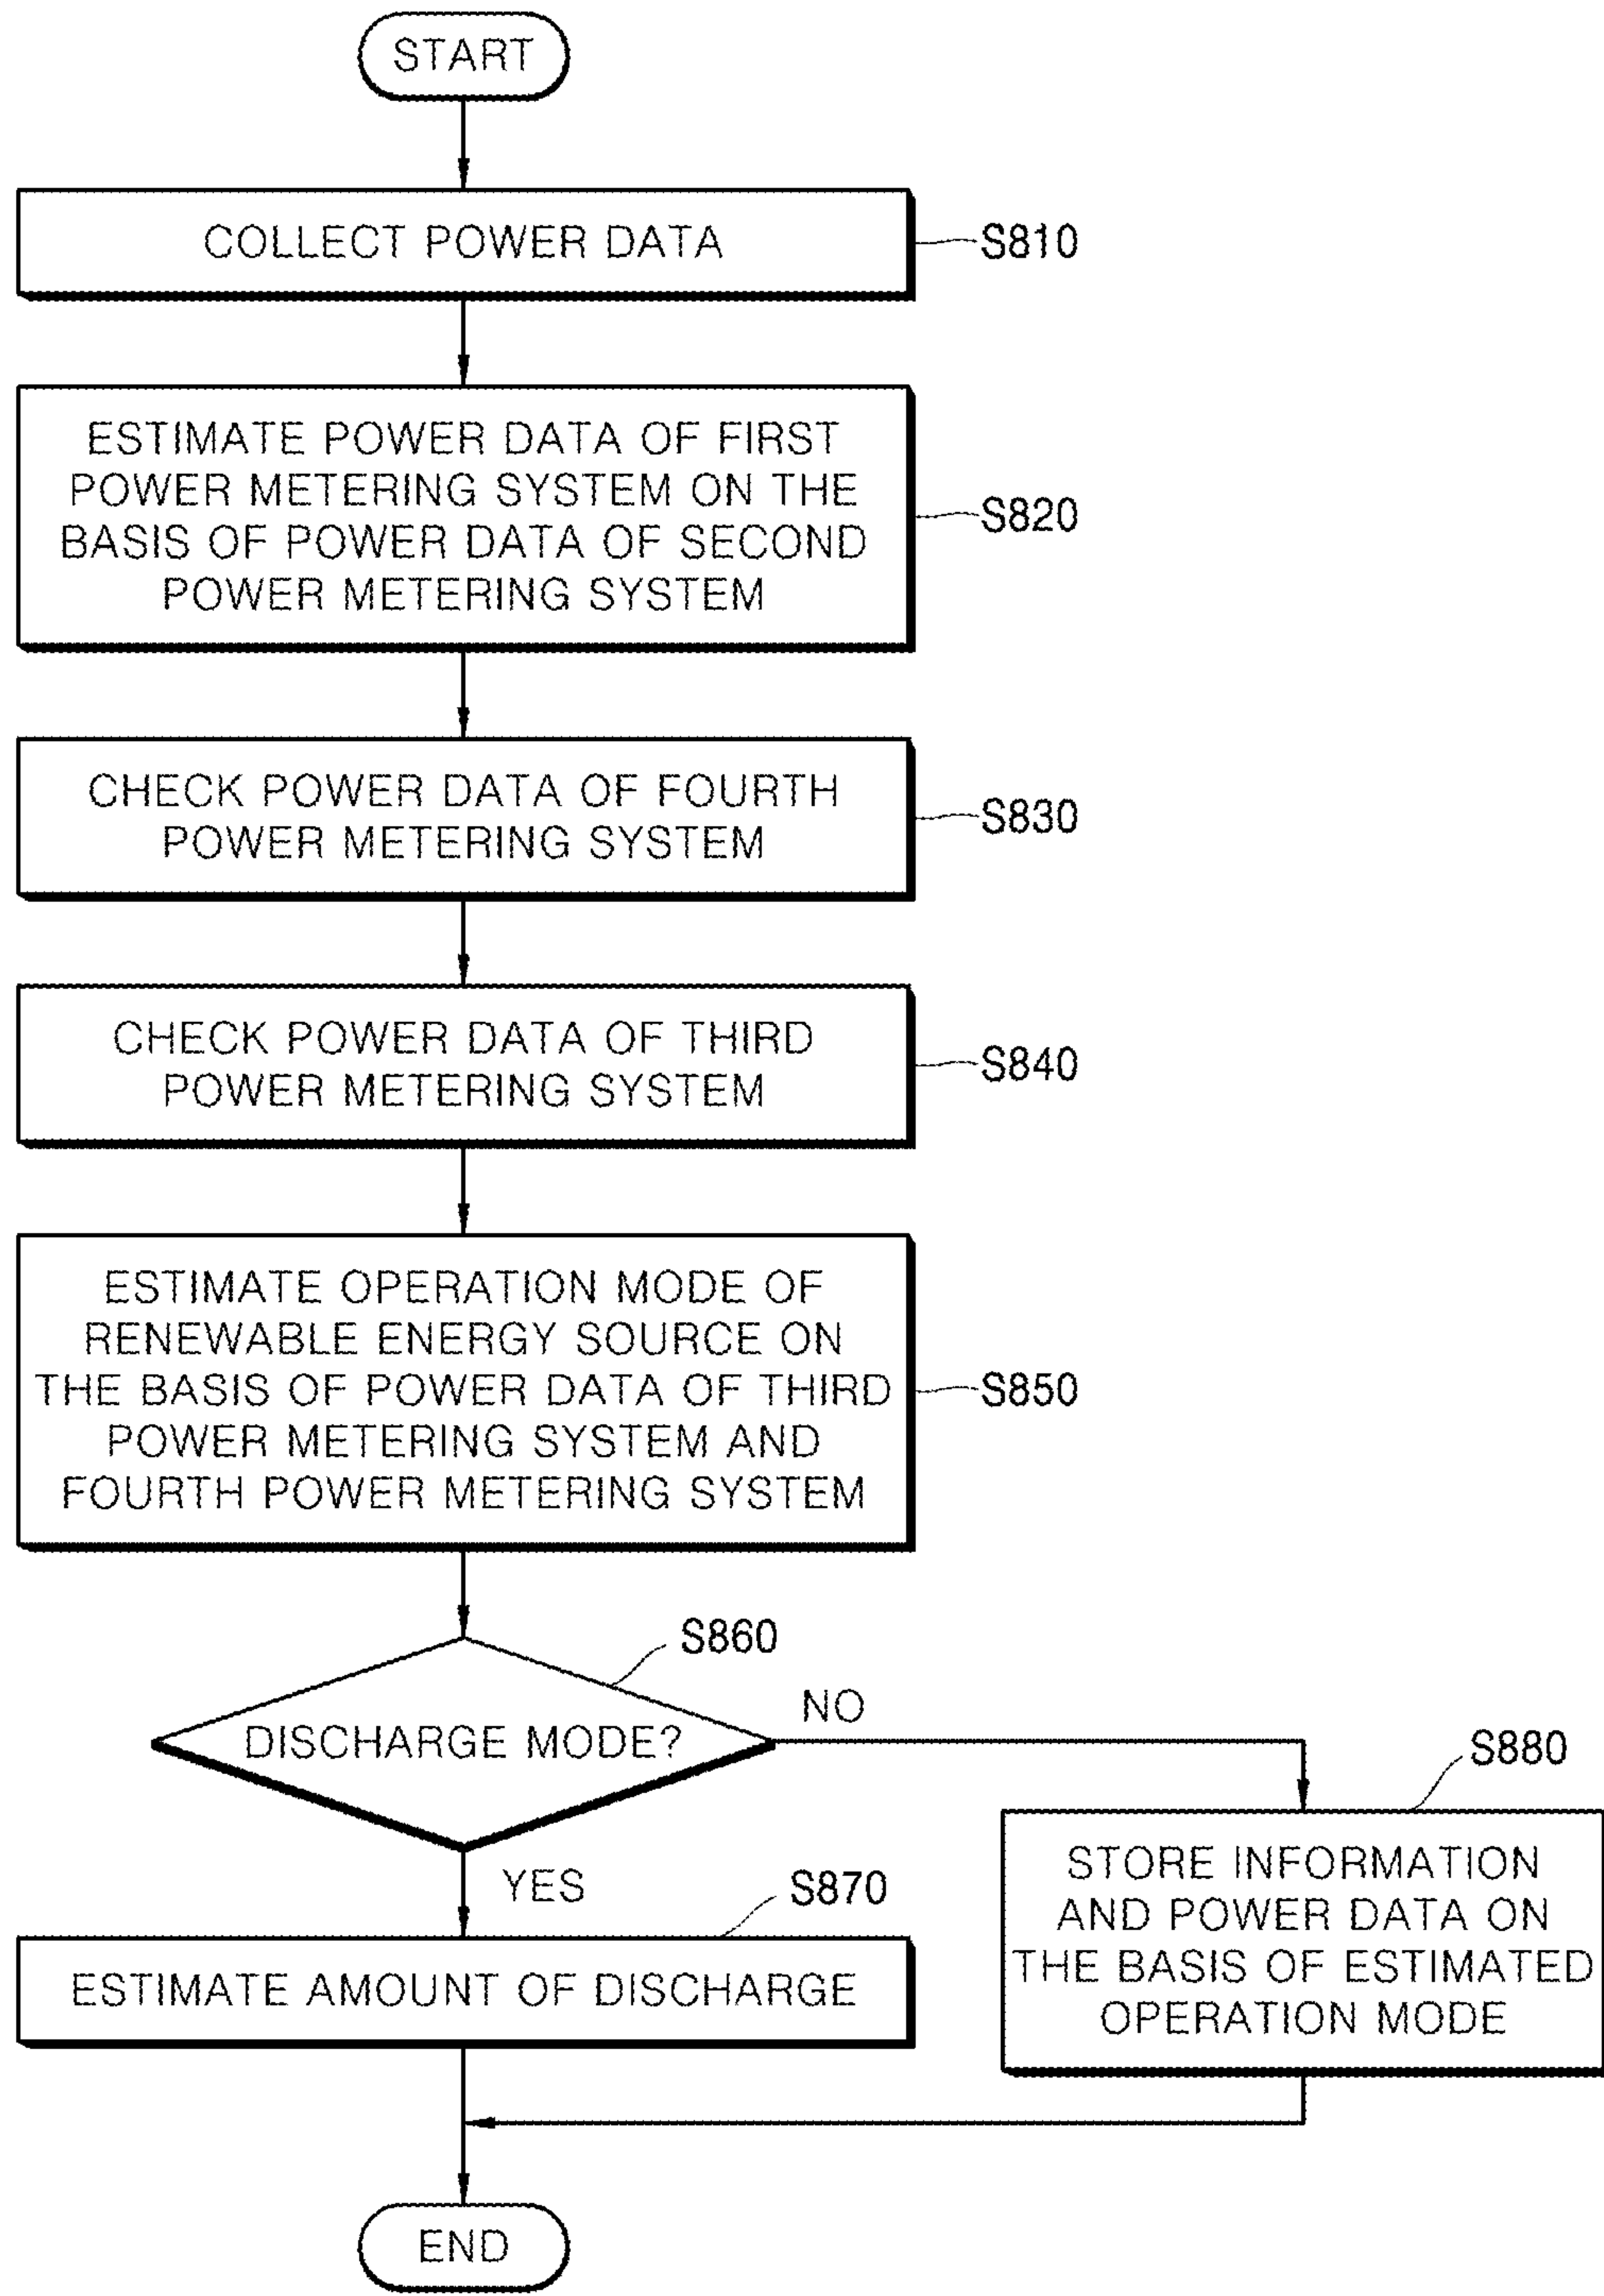 START
COLLECT POWER DATA
S810
ESTIMATE POWER DATA OF FIRST
POWER METERING SYSTEM ON THE
BASIS OF POWER DATA OF SECOND
POWER METERING SYSTEM
S820
CHECK POWER DATA OF FOURTH
POWER METERING SYSTEM
S830
CHECK POWER DATA OF THIRD
POWER METERING SYSTEM
S840
ESTIMATE OPERATION MODE OF
RENEWABLE ENERGY SOURCE ON
THE BASIS OF POWER DATA OF THIRD
POWER METERING SYSTEM AND
FOURTH POWER METERING SYSTEM
S850
S860
DISCHARGE MODE?
NO
YES
S870
ESTIMATE AMOUNT OF DISCHARGE
S880
STORE INFORMATION
AND POWER DATA ON
THE BASIS OF ESTIMATED
OPERATION MODE
END